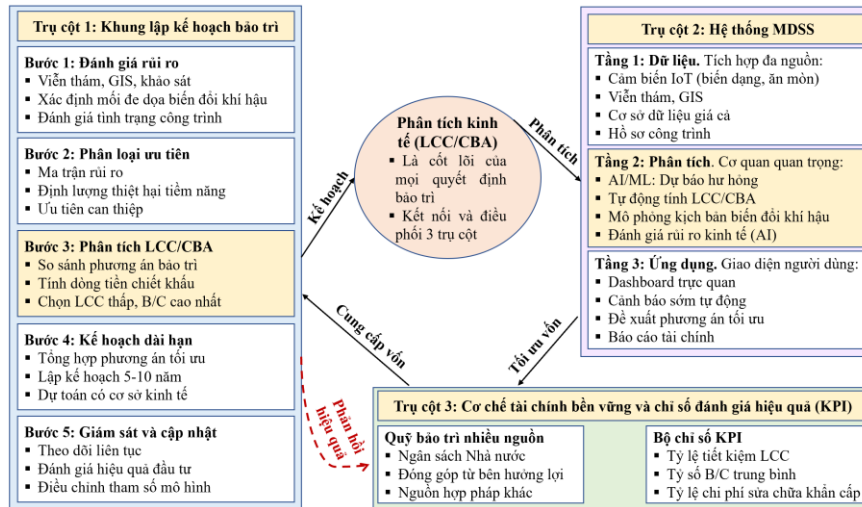 Trụ cột 1: Khung lập kế hoạch bảo trì
Bước 1: Đánh giá rủi ro
▪ Viễn thám, GIS, khảo sát
▪ Xác định mối đe dọa biến đổi khí hậu
▪ Đánh giá tình trạng công trình
Bước 2: Phân loại ưu tiên
▪ Ma trận rủi ro
▪ Định lượng thiệt hại tiềm năng
▪ Ưu tiên can thiệp
Bước 3: Phân tích LCC/CBA
▪ So sánh phương án bảo trì
▪ Tính dòng tiền chiết khấu
▪ Chọn LCC thấp, B/C cao nhất
Bước 4: Kế hoạch dài hạn
▪ Tổng hợp phương án tối ưu
▪ Lập kế hoạch 5-10 năm
▪ Dự toán có cơ sở kinh tế
Bước 5: Giám sát và cập nhật
▪ Theo dõi liên tục
▪ Đánh giá hiệu quả đầu tư
▪ Điều chỉnh tham số mô hình
Kế hoạch
Phân tích kinh
tế (LCC/CBA)
▪ Là cốt lõi của
mọi quyết định
bảo trì
▪ Kết nối và điều
phối 3 trụ cột
Phân tích
Cung cấp vốn
Tối ưu vốn
Phản hồi
hiệu quả
Trụ cột 2: Hệ thống MDSS
Tầng 1: Dữ liệu. Tích hợp đa nguồn:
▪ Cảm biến IoT (biến dạng, ăn mòn)
▪ Viễn thám, GIS
▪ Cơ sở dữ liệu giá cả
▪ Hồ sơ công trình
Tầng 2: Phân tích. Cơ quan quan trọng:
▪ AI/ML: Dự báo hư hỏng
▪ Tự động tính LCC/CBA
▪ Mô phỏng kịch bản biến đổi khí hậu
▪ Đánh giá rủi ro kinh tế (AI)
Tầng 3: Ứng dụng. Giao diện người dùng:
▪ Dashboard trực quan
▪ Cảnh báo sớm tự động
▪ Đề xuất phương án tối ưu
▪ Báo cáo tài chính
Trụ cột 3: Cơ chế tài chính bền vững và chỉ số đánh giá hiệu quả (KPI)
Quỹ bảo trì nhiều nguồn
▪ Ngân sách Nhà nước
▪ Đóng góp từ bên hưởng lợi
▪ Nguồn hợp pháp khác
Bộ chỉ số KPI
▪ Tỷ lệ tiết kiệm LCC
▪ Tỷ số B/C trung bình
▪ Tỷ lệ chi phí sửa chữa khẩn cấp